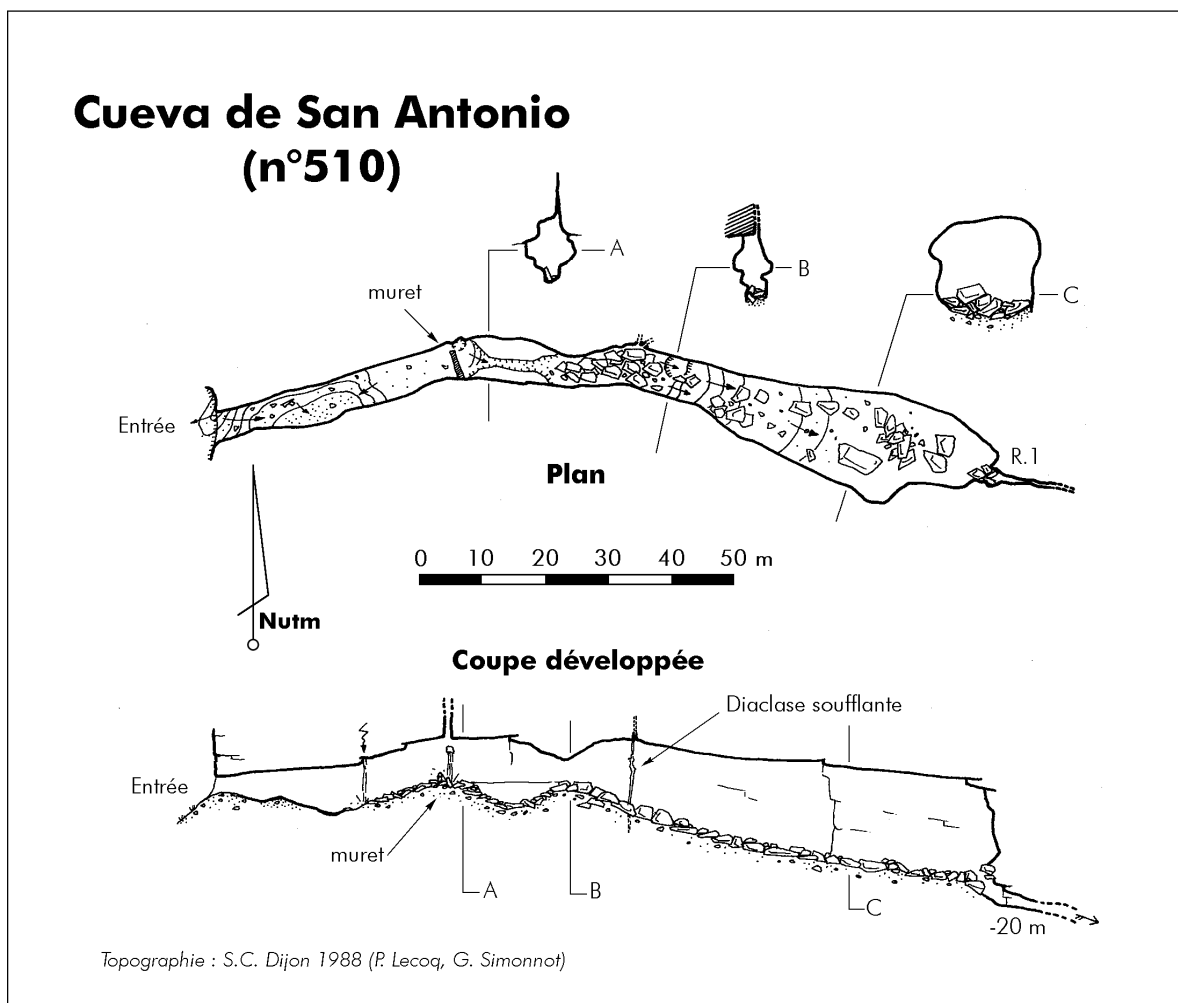 Cueva de San Antonio
(n°510)
A
B
C
muret
Entrée
Plan
R.1
0 10 20 30 40 50 m
Nutm
Coupe développée
Diaclase soufflante
Entrée
muret
A
B
C
-20 m
Topographie : S.C. Dijon 1988 (P. Lecoq, G. Simonnot)